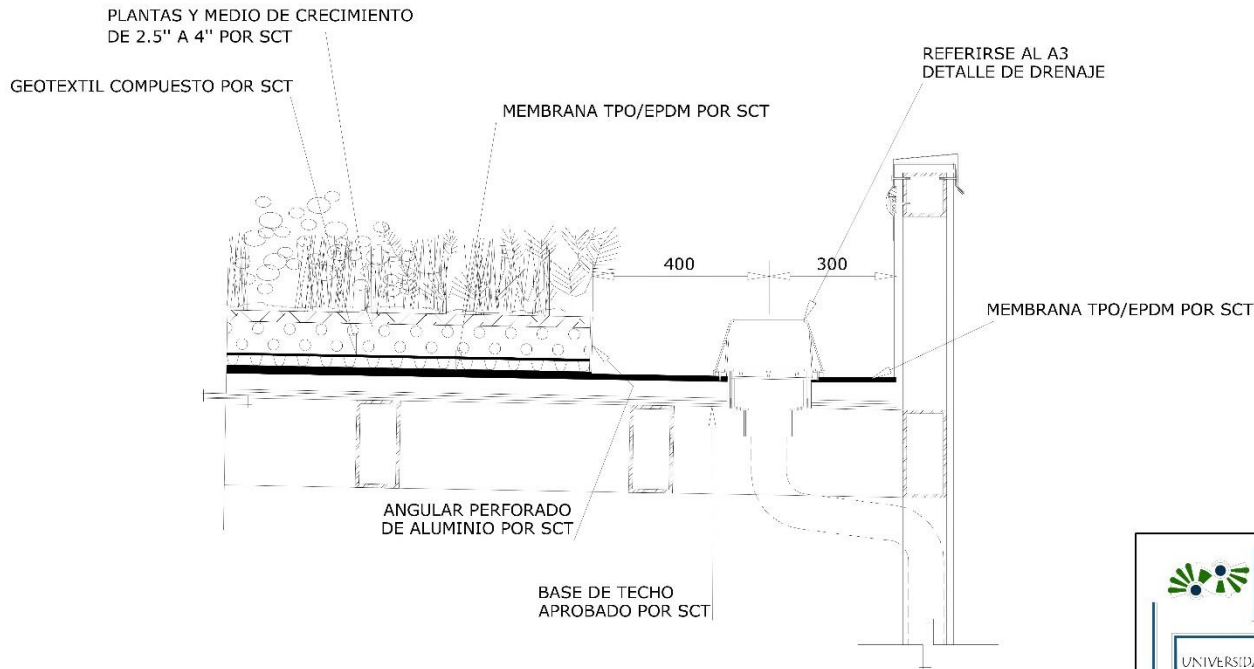 PLANTAS Y MEDIO DE CRECIMIENTO
DE 2.5'' A 4'' POR SCT
GEOTEXTIL COMPUESTO POR SCT
MEMBRANA TPO/EPDM POR SCT
REFERIRSE AL A3
DETALLE DE DRENAJE
400
300
MEMBRANA TPO/EPDM POR SCT
ANGULAR PERFORADO
DE ALUMINIO POR SCT
BASE DE TECHO
APROBADO POR SCT